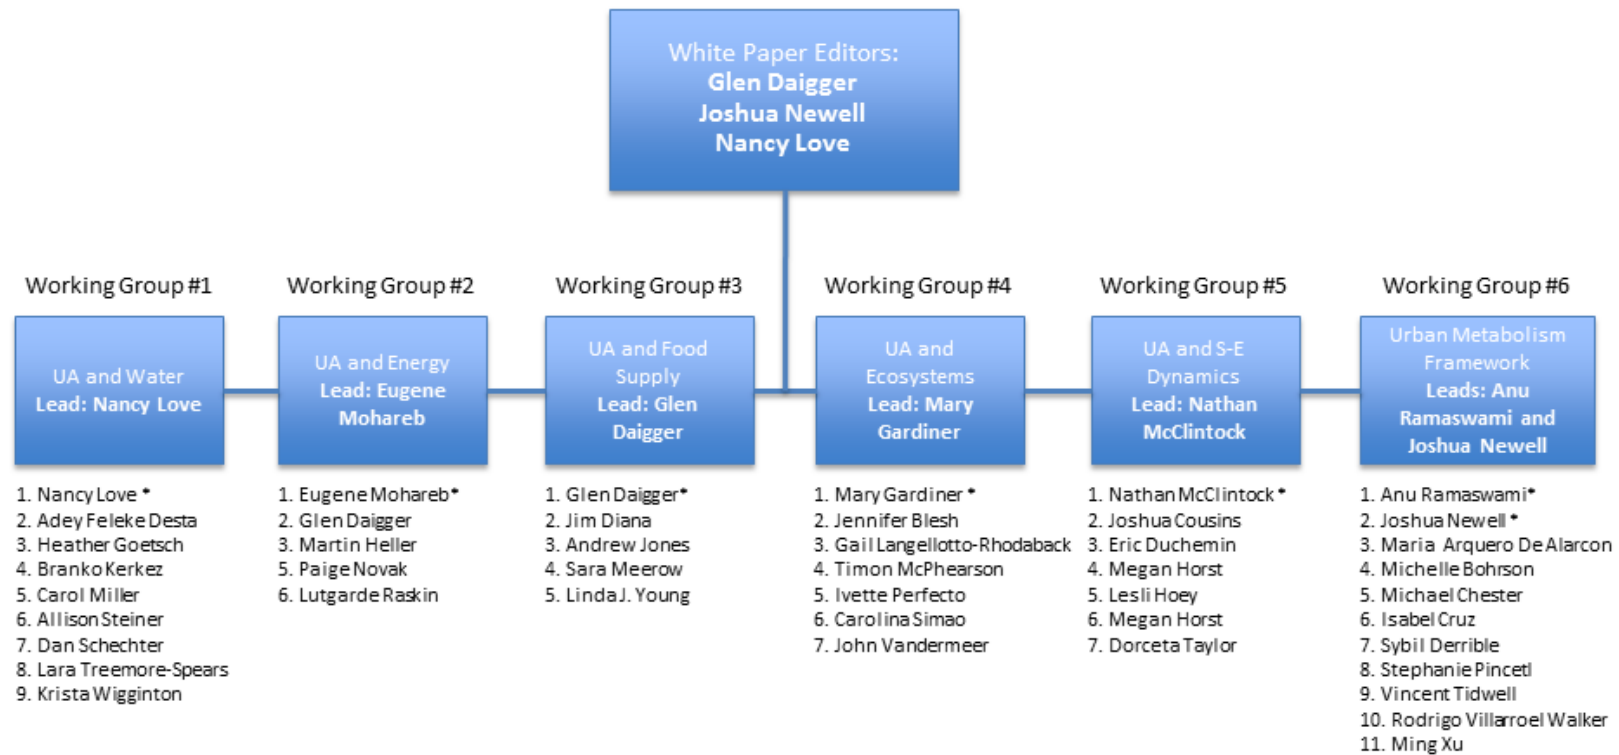 White Paper Editors:
Glen Daigger
Joshua Newell
Nancy Love
Working Group #1
UA and Water
Lead: Nancy Love
1. Nancy Love *
2. Adey Feleke Desta
3. Heather Goetsch
4. Branko Kerkez
5. Carol Miller
6. Allison Steiner
7. Dan Schechter
8. Lara Treemore-Spears
9. Krista Wigginton
Working Group #2
UA and Energy
Lead: Eugene
Mohareb
1. Eugene Mohareb*
2. Glen Daigger
3. Martin Heller
5. Paige Novak
6. Lutgarde Raskin
Working Group #3
UA and Food
Supply
Lead: Glen
Daigger
1. Glen Daigger*
2. Jim Diana
3. Andrew Jones
4. Sara Meerow
5. Linda J. Young
Working Group #4
UA and
Ecosystems
Lead: Mary
Gardiner
1. Mary Gardiner *
2. Jennifer Blesh
3. Gail Langellotto-Rhodaback
4. Timon McPhearson
5. Ivette Perfecto
6. Carolina Simao
7. John Vandermeer
Working Group #5
UA and S-E
Dynamics
Lead: Nathan
McClintock
1. Nathan McClintock *
2. Joshua Cousins
3. Eric Duchemin
4. Megan Horst
5. Lesli Hoey
6. Megan Horst
7. Dorceta Taylor
Working Group #6
Urban Metabolism
Framework
Leads: Anu
Ramaswami and
Joshua Newell
1. Anu Ramaswami*
2. Joshua Newell *
3. Maria Arquero De Alarcon
4. Michelle Bohrson
5. Michael Chester
6. Isabel Cruz
7. Sybil Derrible
8. Stephanie Pincetl
9. Vincent Tidwell
10. Rodrigo Villarroel Walker
11. Ming Xu